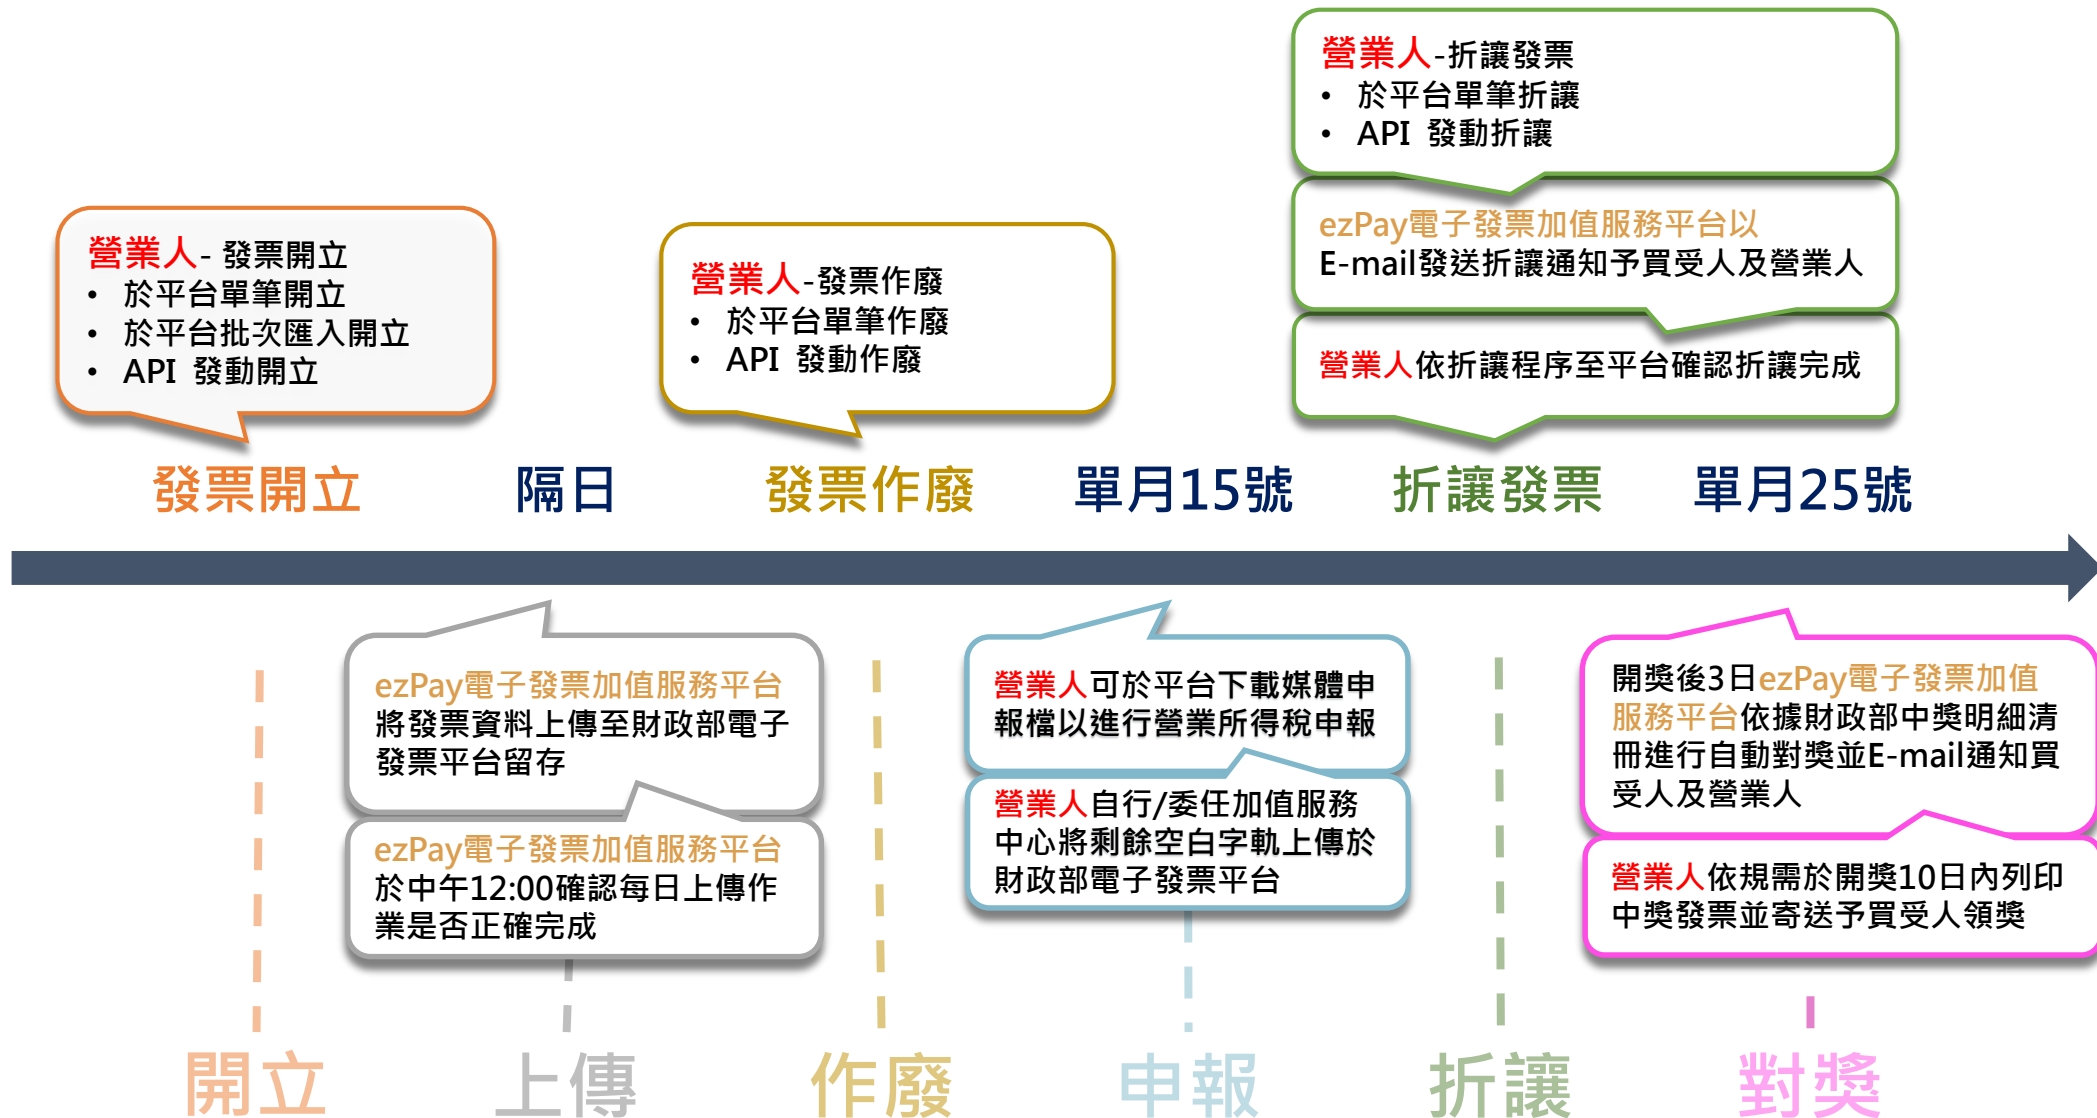 營業人-折讓發票
• 於平台單筆折讓
• API 發動折讓
ezPay電子發票加值服務平台以
E-mail發送折讓通知予買受人及營業人
營業人依折讓程序至平台確認折讓完成
營業人- 發票開立
• 於平台單筆開立
• 於平台批次匯入開立
• API 發動開立
營業人-發票作廢
• 於平台單筆作廢
• API 發動作廢
發票開立
隔日
發票作廢
單月15號
折讓發票
單月25號
ezPay電子發票加值服務平台
將發票資料上傳至財政部電子
發票平台留存
ezPay電子發票加值服務平台
於中午12:00確認每日上傳作
業是否正確完成
營業人可於平台下載媒體申
報檔以進行營業所得稅申報
營業人自行/委任加值服務
中心將剩餘空白字軌上傳於
財政部電子發票平台
開獎後3日ezPay電子發票加值
服務平台依據財政部中獎明細清
冊進行自動對獎並E-mail通知買
受人及營業人
營業人依規需於開獎10日內列印
中獎發票並寄送予買受人領獎
開立
上傳
作廢
申報
折讓
對獎